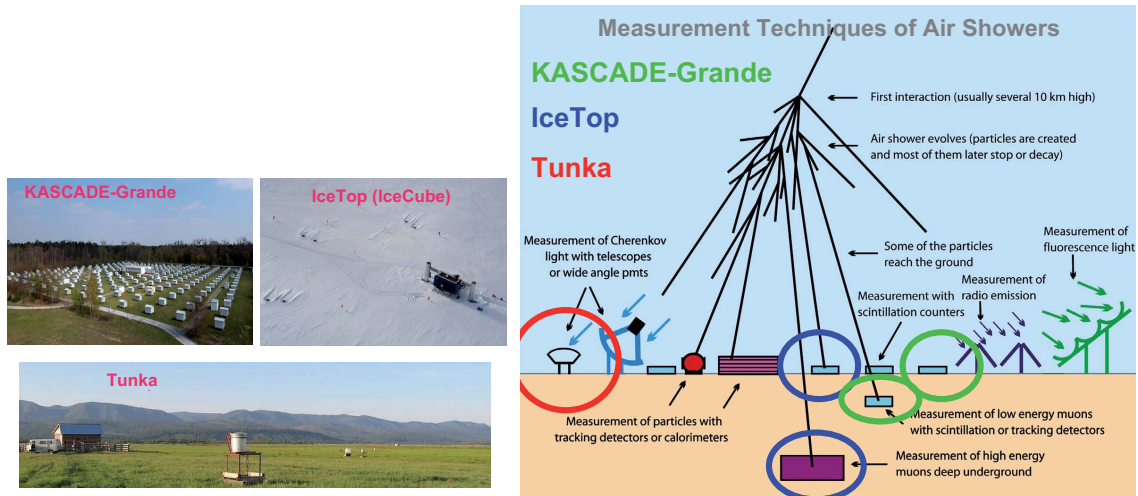 KASCADE-Grande
IceTop (IceCube)
Tunka
Measurement Techniques of Air Showers
KASCADE-Grande
IceTop
Tunka
First interaction (usually several 10 km high)
Air shower evolves (particles are created
and most of them later stop or decay)
Measurement of Cherenkov
light with telescopes
or wide angle pmts
Some of the particles
reach the ground
Measurement of
fluorescence light
Measurement of
radio emission
Measurement with
scintillation counters
Measurement of particles with
tracking detectors or calorimeters
Measurement of low energy muons
with scintillation or tracking detectors
Measurement of high energy
muons deep underground